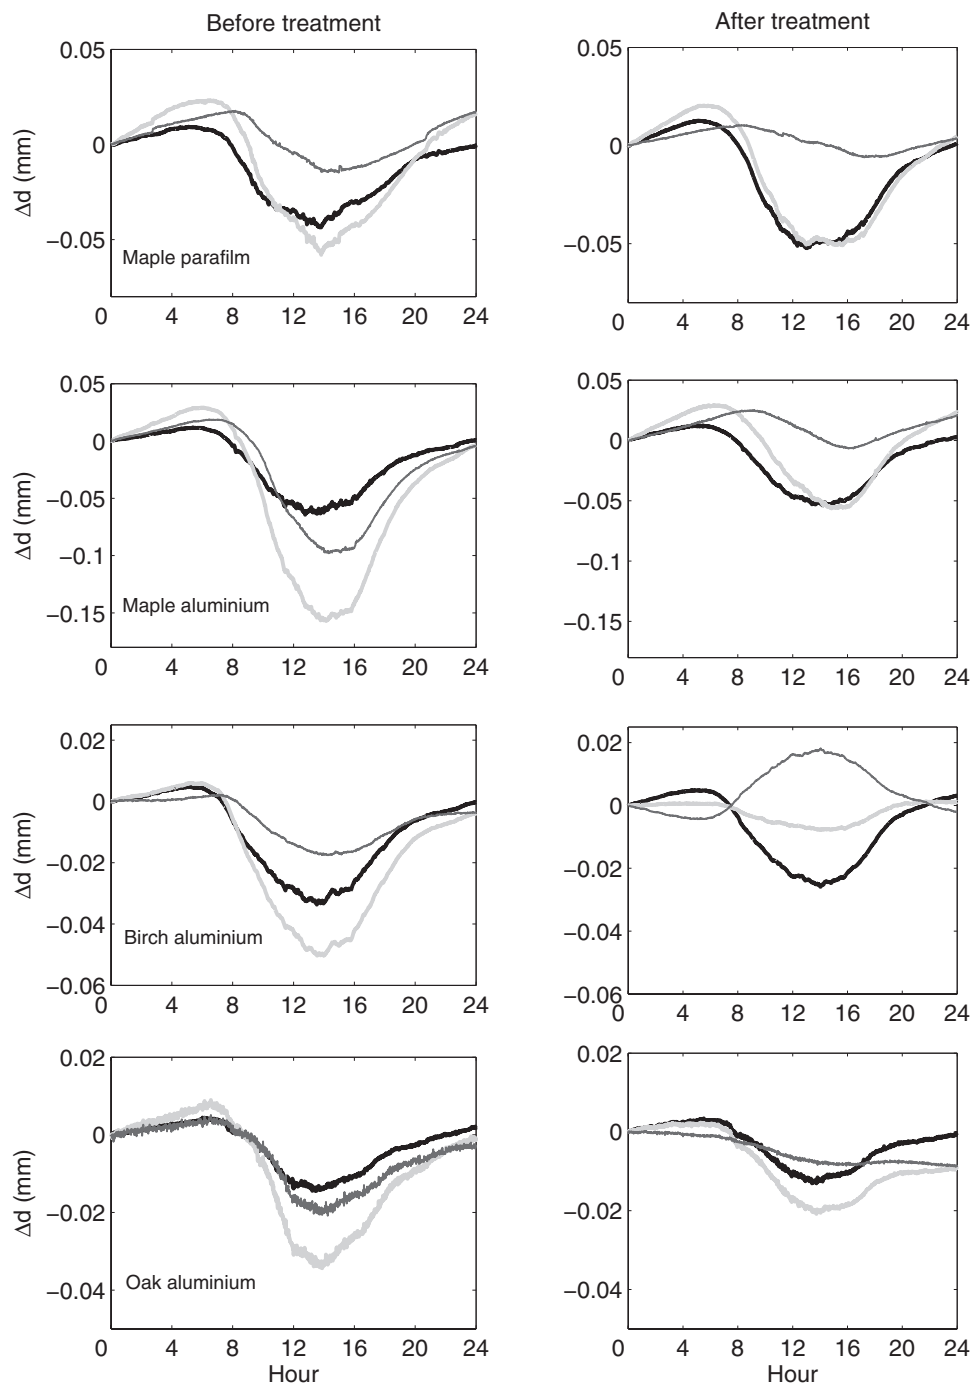 Before treatment
After treatment
0.05
0
−0.05
Δd (mm)
Maple parafilm
0 4 8 12 16 20 24
0.05
0
−0.05
0 4 8 12 16 20 24
0.05
0
−0.05
−0.1
−0.15
Δd (mm)
Maple aluminium
0 4 8 12 16 20 24
0.05
0
−0.05
−0.1
−0.15
0 4 8 12 16 20 24
0.02
0
−0.02
−0.04
−0.06
Δd (mm)
Birch aluminium
0 4 8 12 16 20 24
0.02
0
−0.02
−0.04
−0.06
0 4 8 12 16 20 24
0.02
0
−0.02
−0.04
Δd (mm)
Oak aluminium
0 4 8 12 16 20 24
Hour
0.02
0
−0.02
−0.04
0 4 8 12 16 20 24
Hour